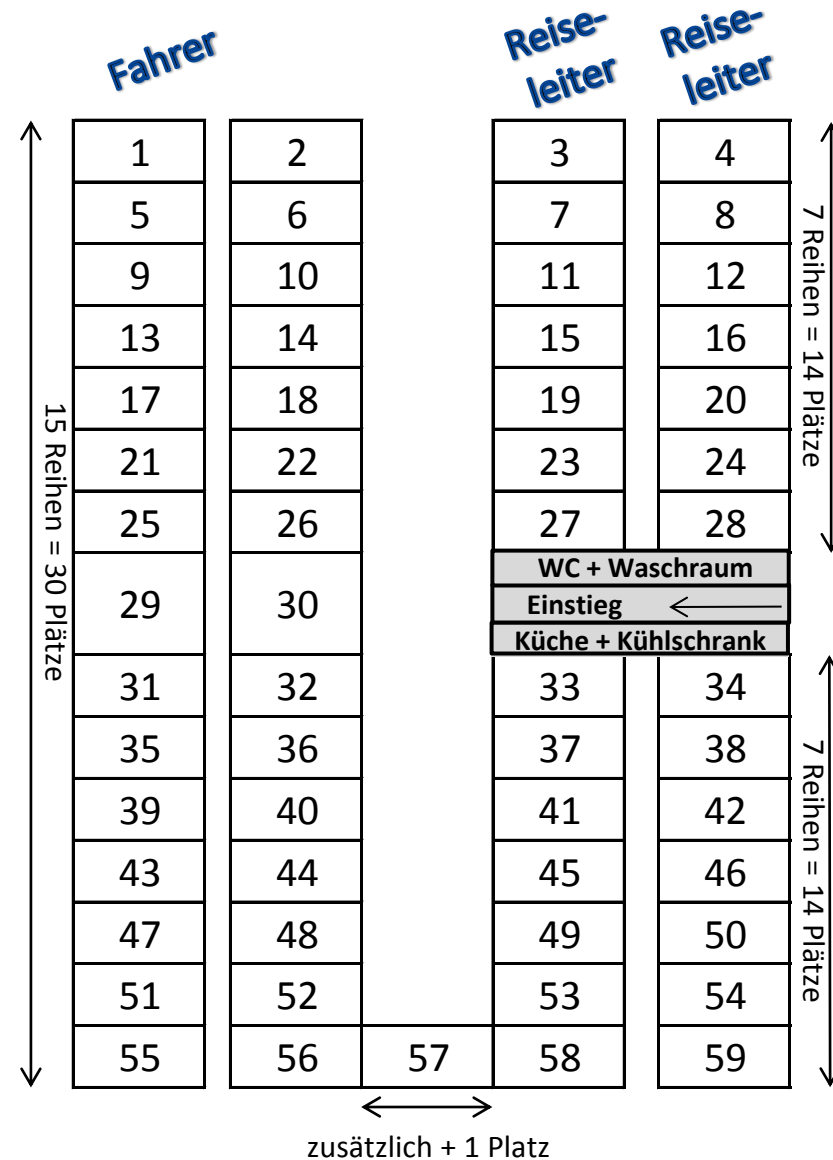 Fahrer
Reise-
leiter
Reise-
leiter
1 2 3 4
5 6 7 8
9 10 11 12
13 14 15 16
17 18 19 20
21 22 23 24
25 26 27 28
7 Reihen = 14 Plätze
15 Reihen = 30 Plätze
WC + Waschraum
29 30 Einstieg
Küche + Kühlschrank
31 32 33 34
35 36 37 38
39 40 41 42
43 44 45 46
47 48 49 50
51 52 53 54
55 56 57 58 59
7 Reihen = 14 Plätze
zusätzlich + 1 Platz